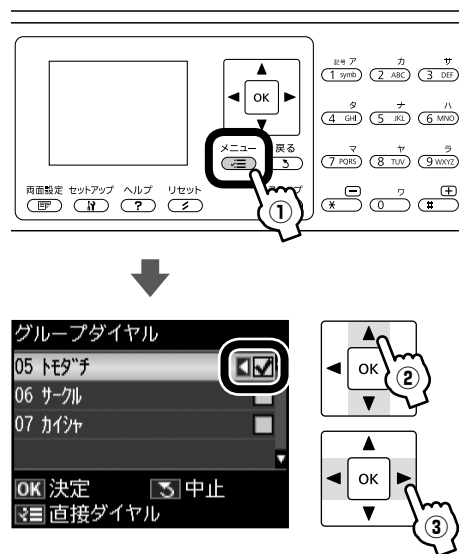 記号 ア カ サ
1 symb 2 ABC 3 DEF
タ ナ ハ
4 GHI 5 JKL 6 MNO
OK
メニュー 戻る
マ ヤ ラ
7 PQRS 8 TUV 9 WXYZ
両面設定 セットアップ ヘルプ リセット プ
? ワ
* 0 #
①
グループダイヤル
05 トモダチ
06 サークル
07 カイシャ
OK 決定 中止
直接ダイヤル
OK
②
OK
③